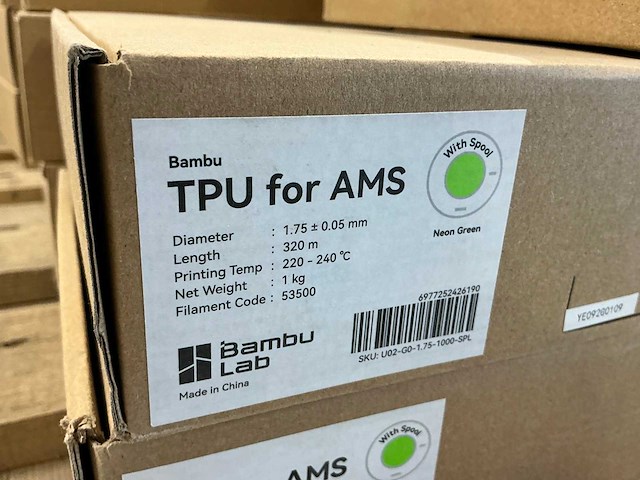 Bambu
TPU for AMS
With Spool
Neon Green
Diameter : 1.75 ± 0.05 mm
Length : 320 m
Printing Temp : 220 - 240 °C
Net Weight : 1 kg
Filament Code : 53500
6977252426190
SKU: U02-G0-1.75-1000-SPL
Bambu
Lab
Made in China
YE09200109
AMS
With Spool